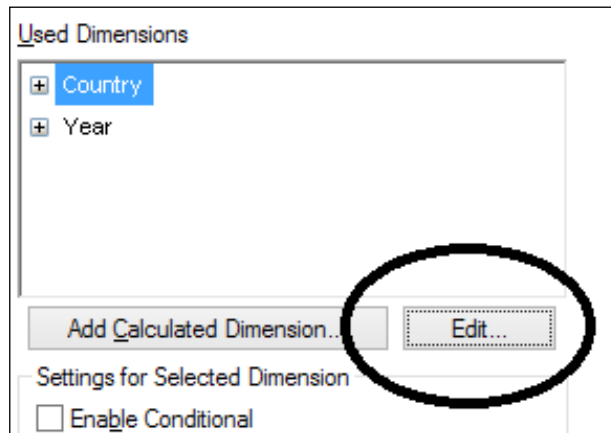 Used Dimensions
Country
Year
Add Calculated Dimension... Edit...
Settings for Selected Dimension
Enable Conditional